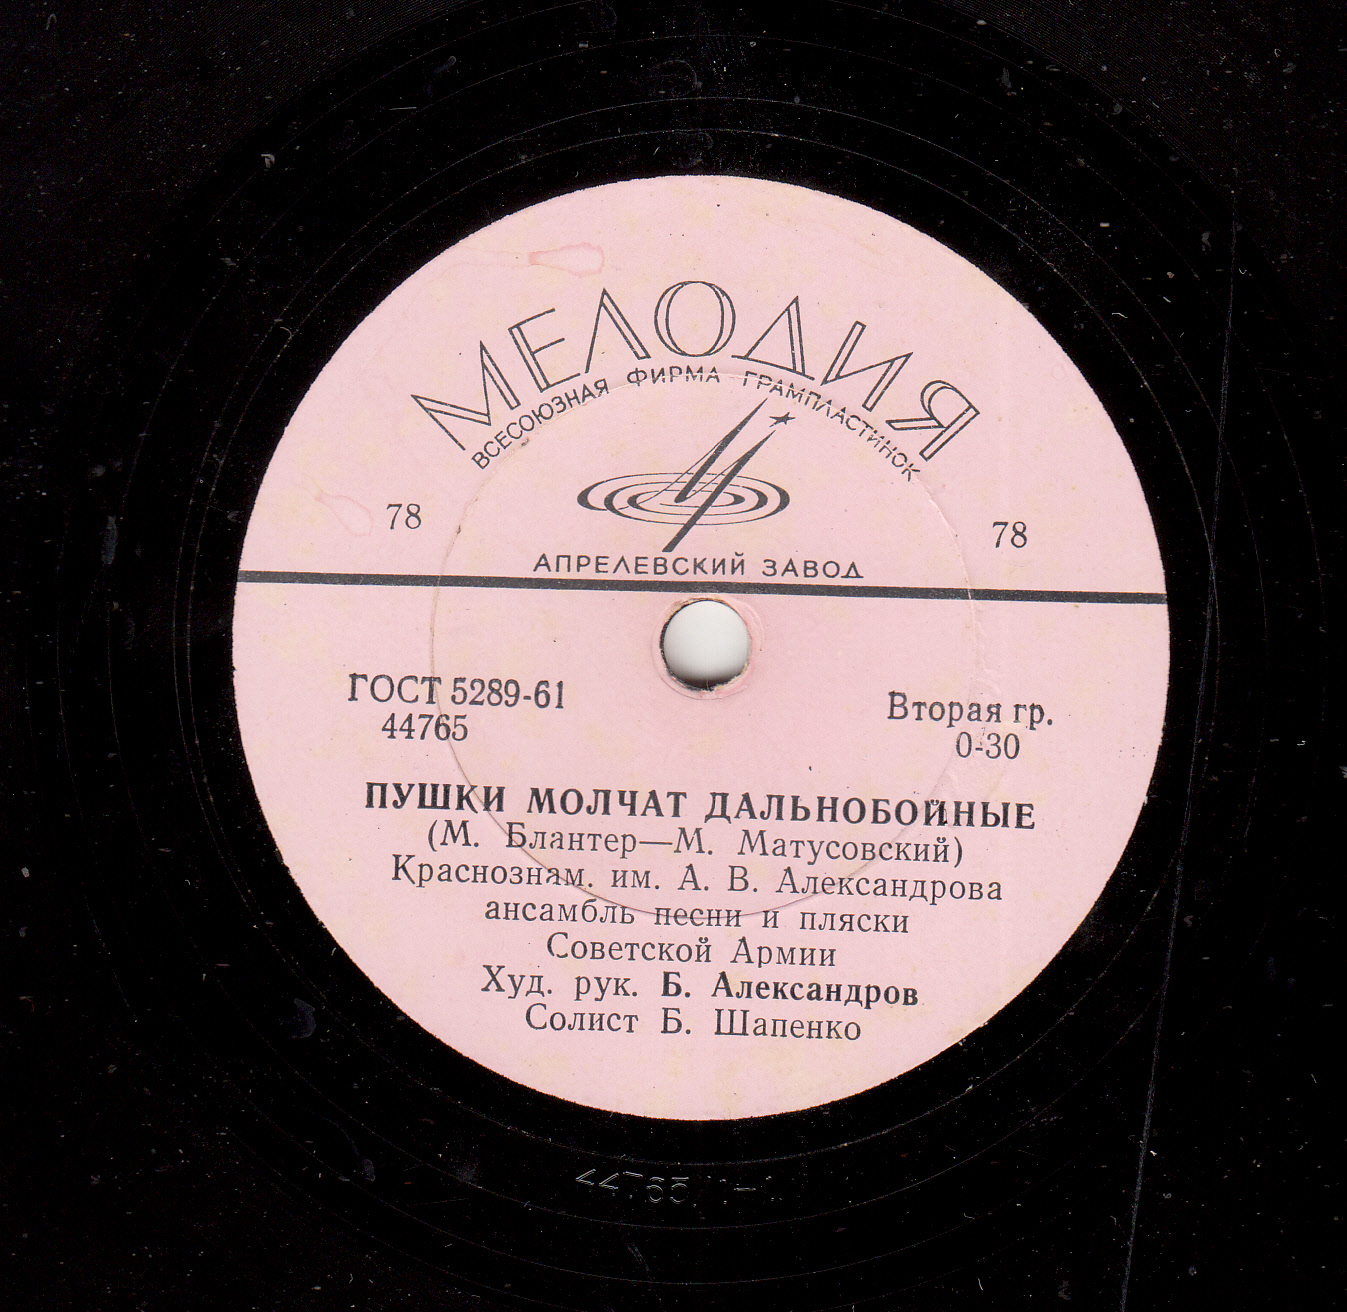 МЕЛОДИЯ
ВСЕСОЮЗНАЯ ФИРМА ГРАМПЛАСТИНОК
78
78
АПРЕЛЕВСКИЙ ЗАВОД
ГОСТ 5289-61
44765
Вторая гр.
0-30
ПУШКИ МОЛЧАТ ДАЛЬНОБОЙНЫЕ
(М. Блантер—М. Матусовский)
Краснознам. им. А. В. Александрова
ансамбль песни и пляски
Советской Армии
Худ. рук. Б. Александров
Солист Б. Шапенко
44765